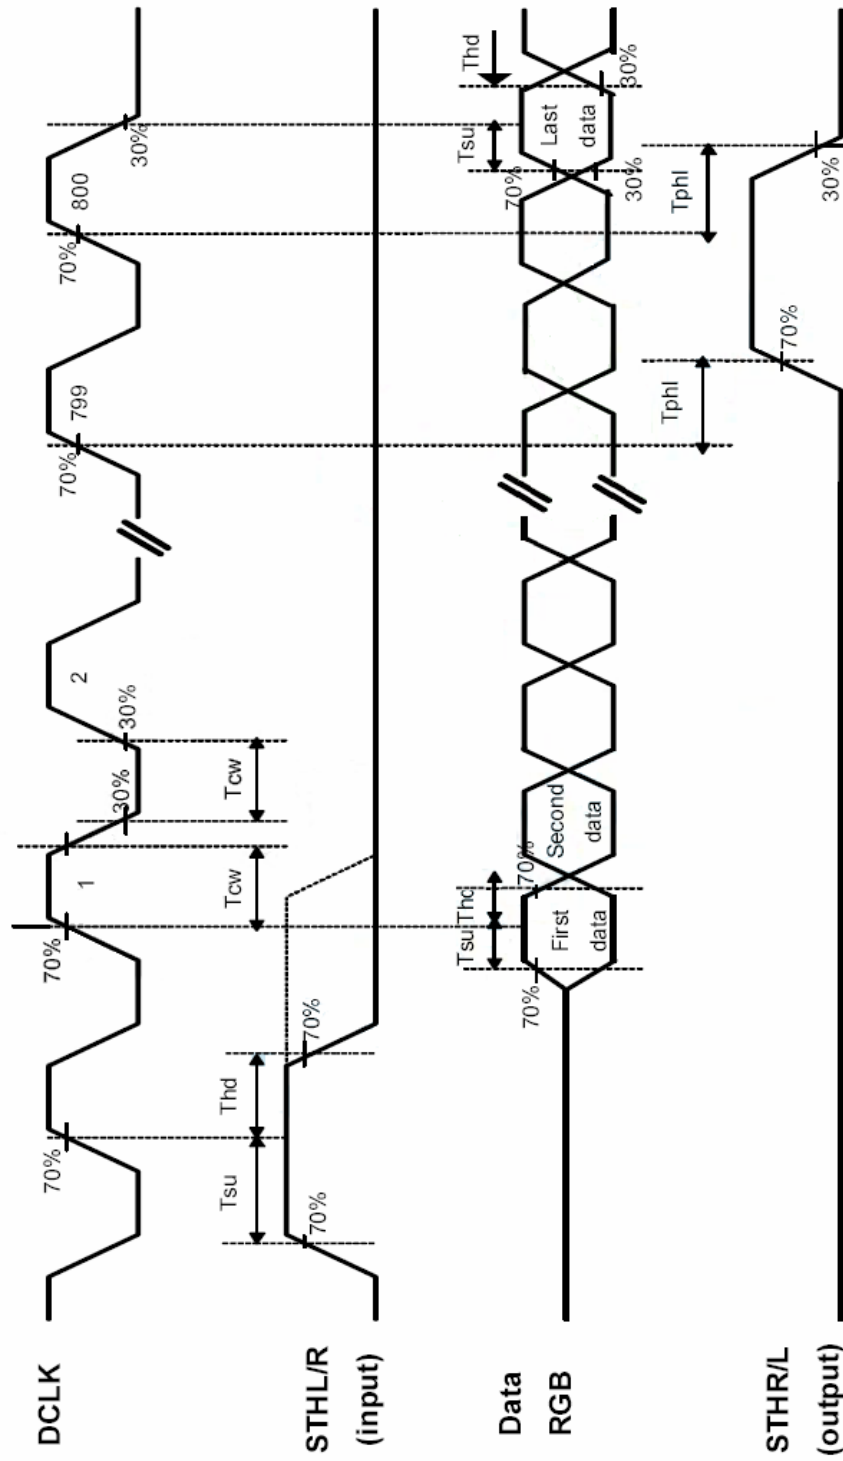 DCLK
70%
70%
1
30%
30%
2
70%
799
70%
800
30%
STHL/R
(input)
Tsu
Thd
Tcw
Tcw
70%
70%
Data
RGB
Tsu
Thd
70%
70%
First
data
Second
data
Tsu
Thd
70%
30%
30%
Last
data
Tphl
Tphl
STHR/L
(output)
70%
30%